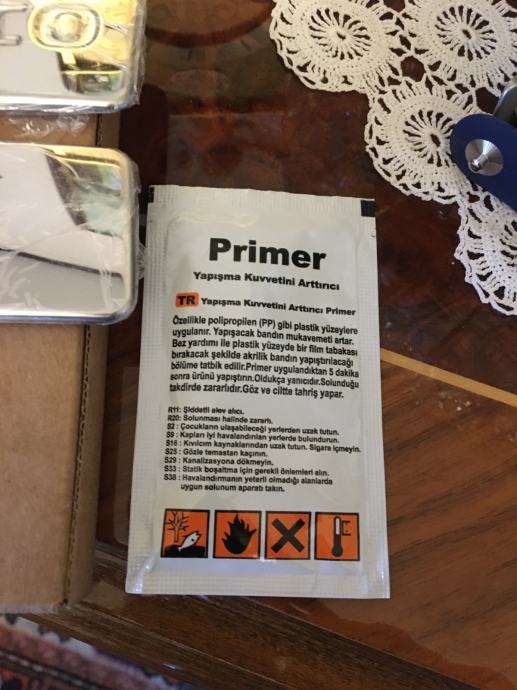 Primer
Yapışma Kuvvetini Arttırıcı
TR Yapışma Kuvvetini Arttırıcı Primer
Özellikle polipropilen (PP) gibi plastik yüzeylere
uygulanır. Yapışacak bandın mukavemeti artar.
Bez yardımı ile plastik yüzeyde bir film tabakası
bırakacak şekilde akrilik bandın yapıştırılacağı
bölüme tatbik edilir.Primer uygulandıktan 5 dakika
sonra ürünü yapıştırın.Oldukça yanıcıdır.Solunduğu
takdirde zararlıdır.Göz ve ciltte tahriş yapar.
R11: Şiddetli alev alıcı.
R20: Solunması halinde zararlı.
S2 : Çocukların ulaşabileceği yerlerden uzak tutun.
S9 : Kapları iyi havalandırılan yerlerde bulundurun.
S16 : Kıvılcım kaynaklarından uzak tutun. Sigara içmeyin.
S25 : Gözle temastan kaçının.
S29 : Kanalizasyona dökmeyin.
S33 : Statik boşaltma için gerekli önlemleri alın.
S38 : Havalandırmanın yeterli olmadığı alanlarda
uygun solunum aparatı takın.